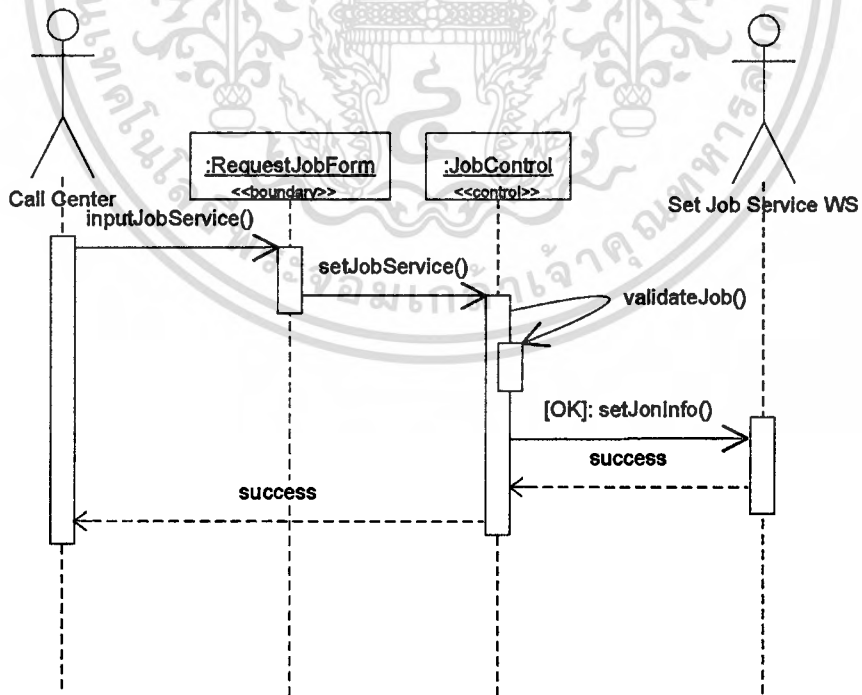 :RequestJobForm
<<boundary>>
:JobControl
<<control>>
Call Center
Set Job Service WS
inputJobService()
setJobService()
validateJob()
[OK]: setJonInfo()
success
success